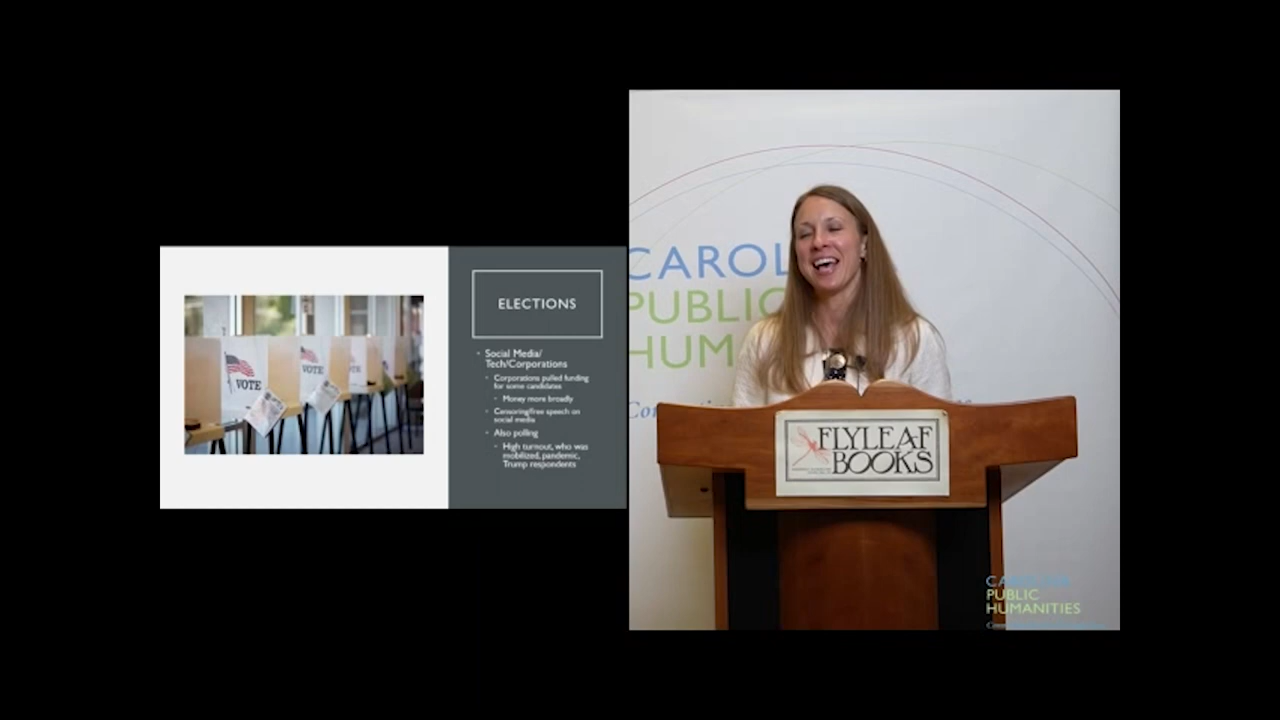 VOTE
VOTE
ELECTIONS
Social Media/
Tech/Corporations
Corporations pulled funding
for some candidates
Money more broadly
Censoring/free speech on
social media
Also polling
High turnout, who was
mobilized, pandemic,
Trump respondents
CAROL
PUBLIC
HUM
FLYLEAF
BOOKS
PUBLIC
HUMANITIES